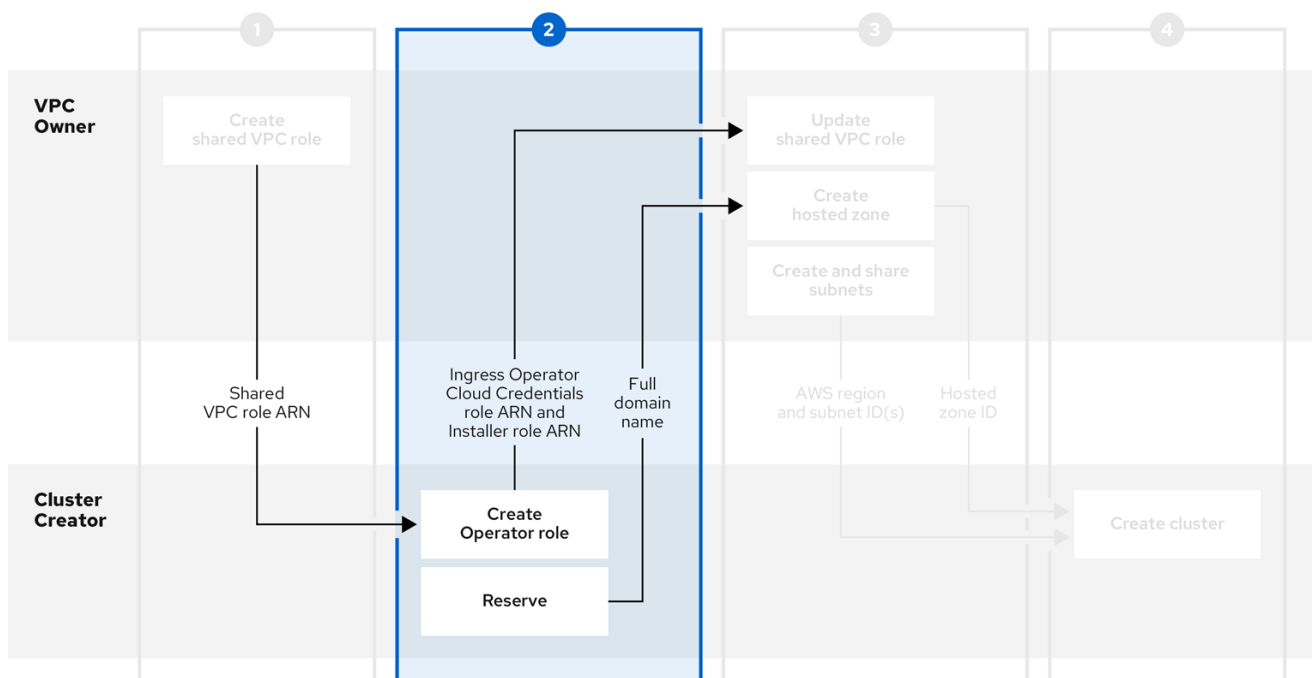 1
2
3
4
VPC
Owner
Create
shared VPC role
Update
shared VPC role
Create
hosted zone
Create and share
subnets
Shared
VPC role ARN
Ingress Operator
Cloud Credentials
role ARN and
Installer role ARN
Full
domain
name
AWS region
and subnet ID(s)
Hosted
zone ID
Cluster
Creator
Create
Operator role
Reserve
Create cluster